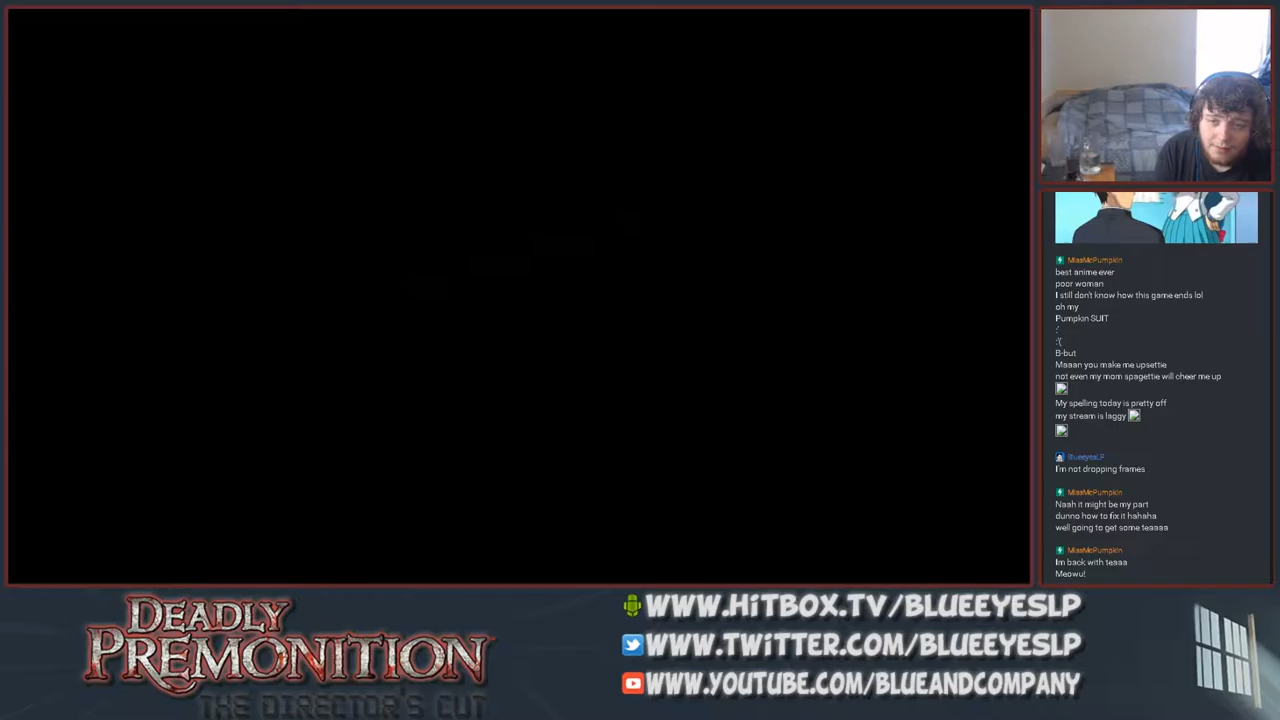 MissMcPumpkin
best anime ever
poor woman
I still don't know how this game ends lol
oh my
Pumpkin SUIT
:'
:'(
B-but
Maaan you make me upsettie
not even my mom spagettie will cheer me up
My spelling today is pretty off
my stream is laggy
BlueeyesLP
I'm not dropping frames
MissMcPumpkin
Naah it might be my part
dunno how to fix it hahaha
well going to get some teaaaa
MissMcPumpkin
Im back with teaaa
Meowu!
DEADLY
PREMONITION
THE DIRECTOR'S CUT
WWW.HITBOX.TV/BLUEEYESLP
WWW.TWITTER.COM/BLUEEYESLP
WWW.YOUTUBE.COM/BLUEANDCOMPANY